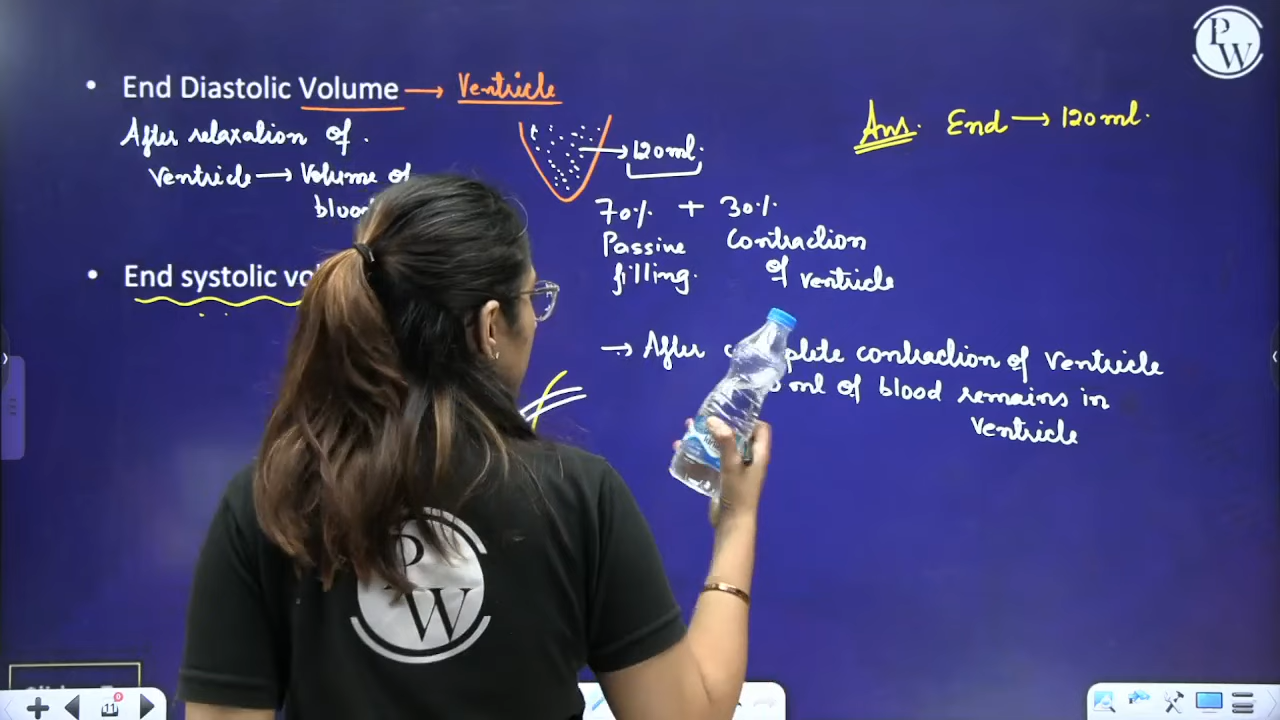 • End Diastolic Volume → Ventricle
After relaxation of.
Ventricle → Volume of
120ml.
70% + 30%
Passive
filling.
Contraction
of ventricle
Ans. End → 120ml.
• End systolic
→ After contraction of Ventricle
ml of blood remains in
Ventricle
PW
PW
11